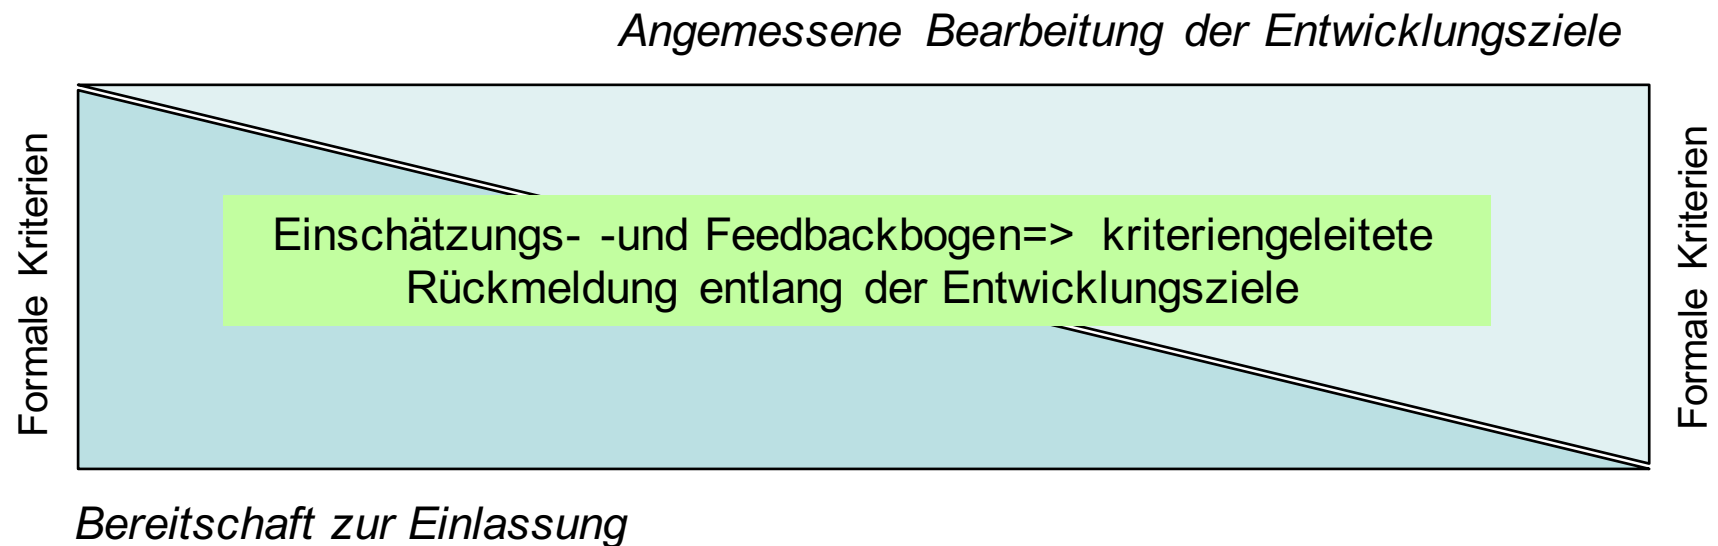 Angemessene Bearbeitung der Entwicklungsziele
Formale Kriterien
Einschätzungs- -und Feedbackbogen=> kriteriengeleitete
Rückmeldung entlang der Entwicklungsziele
Formale Kriterien
Bereitschaft zur Einlassung